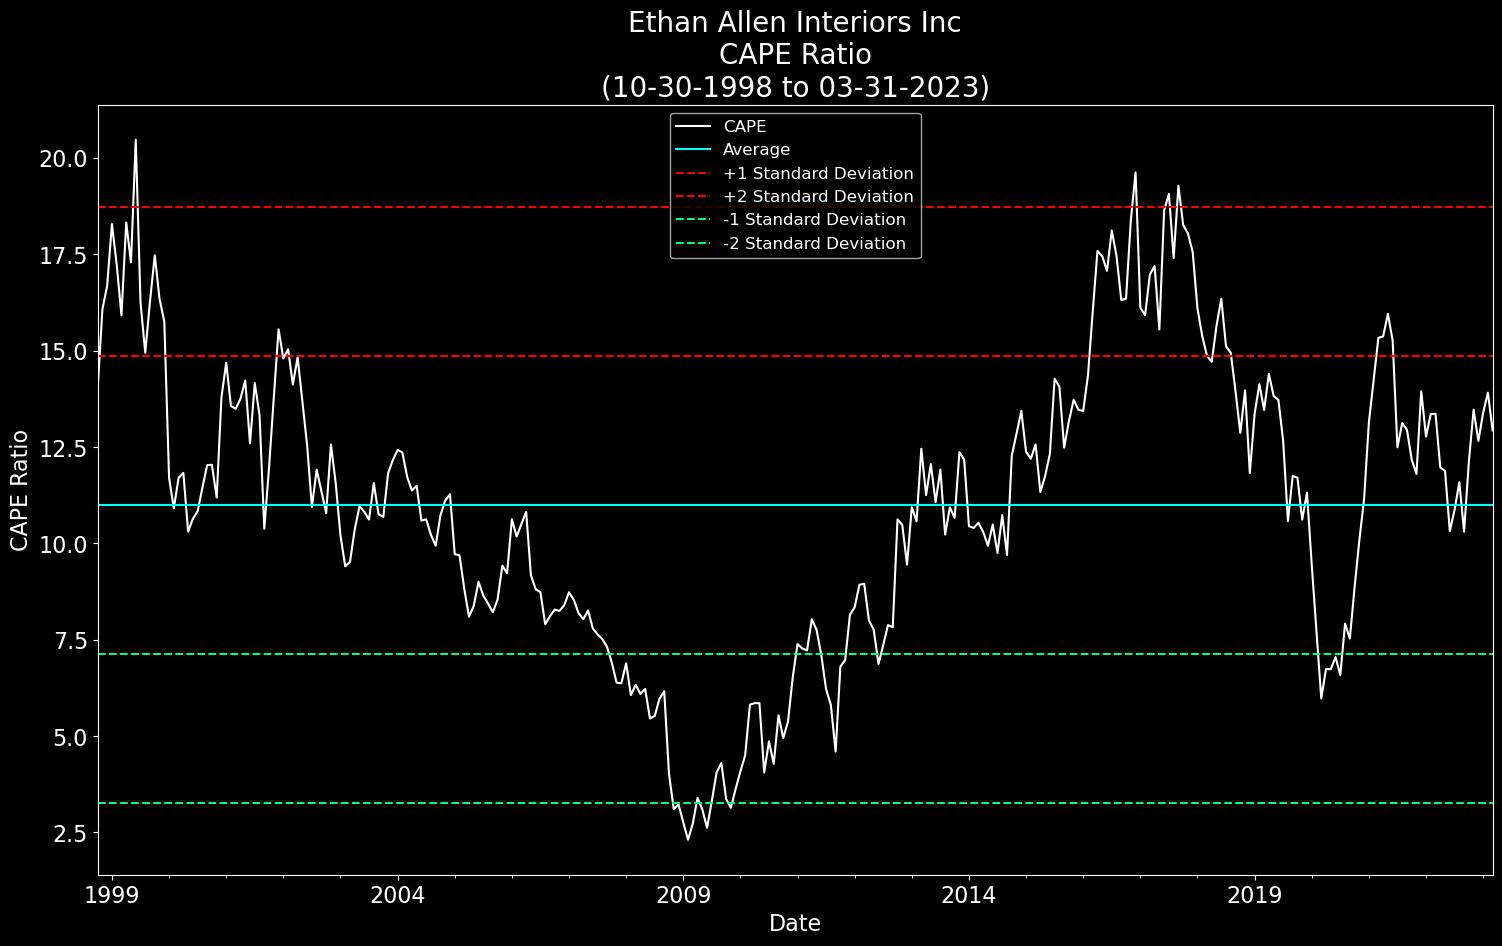 Ethan Allen Interiors Inc
CAPE Ratio
(10-30-1998 to 03-31-2023)
CAPE
Average
+1 Standard Deviation
+2 Standard Deviation
-1 Standard Deviation
-2 Standard Deviation
CAPE Ratio
20.0
17.5
15.0
12.5
10.0
7.5
5.0
2.5
1999 2004 2009 2014 2019
Date